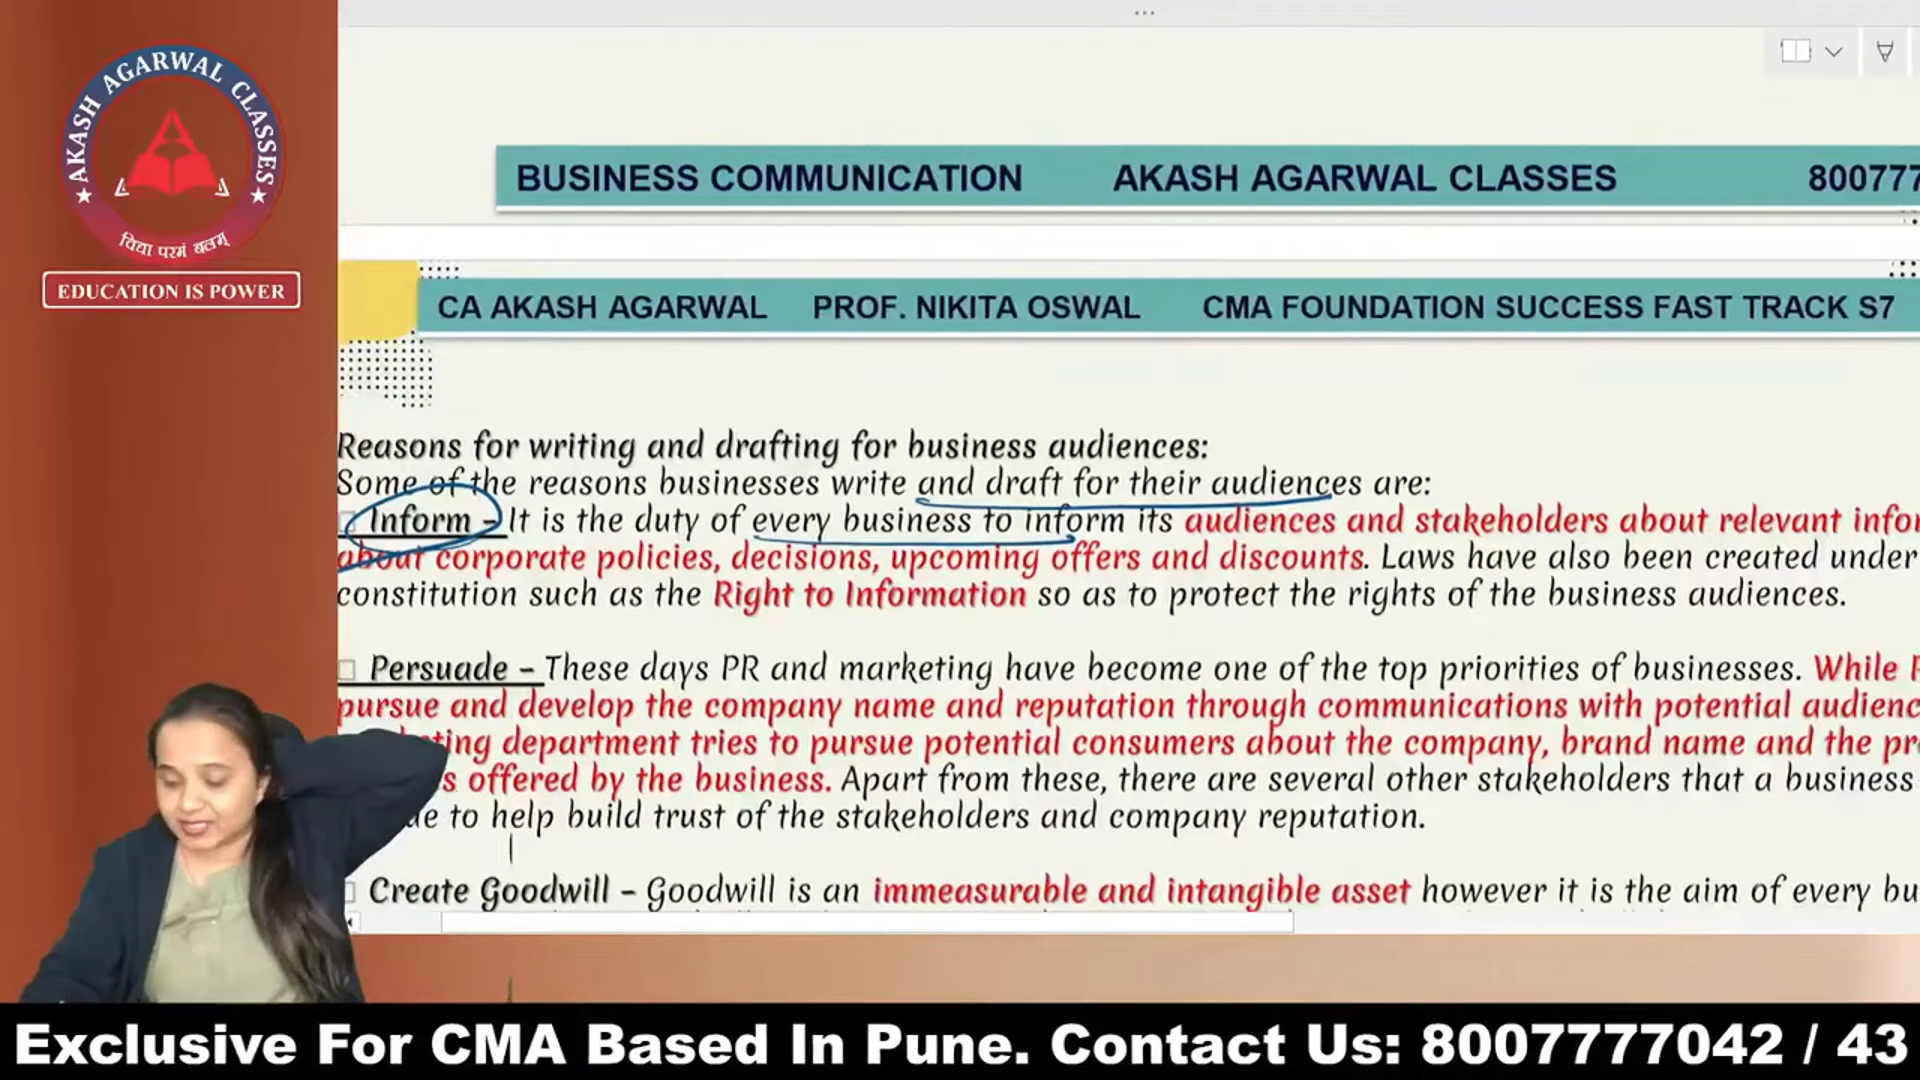 AKASH AGARWAL CLASSES
विद्या परमं बलम्
EDUCATION IS POWER
BUSINESS COMMUNICATION AKASH AGARWAL CLASSES 800777
CA AKASH AGARWAL PROF. NIKITA OSWAL CMA FOUNDATION SUCCESS FAST TRACK S7
Reasons for writing and drafting for business audiences:
Some of the reasons businesses write and draft for their audiences are:
Inform – It is the duty of every business to inform its audiences and stakeholders about relevant
about corporate policies, decisions, upcoming offers and discounts. Laws have also been created under
constitution such as the Right to Information so as to protect the rights of the business audiences.
Persuade – These days PR and marketing have become one of the top priorities of businesses. While
pursue and develop the company name and reputation through communications with potential
department tries to pursue potential consumers about the company, brand name and the
offered by the business. Apart from these, there are several other stakeholders that a business
to help build trust of the stakeholders and company reputation.
Create Goodwill – Goodwill is an immeasurable and intangible asset however it is the aim of every
Exclusive For CMA Based In Pune. Contact Us: 8007777042 / 43